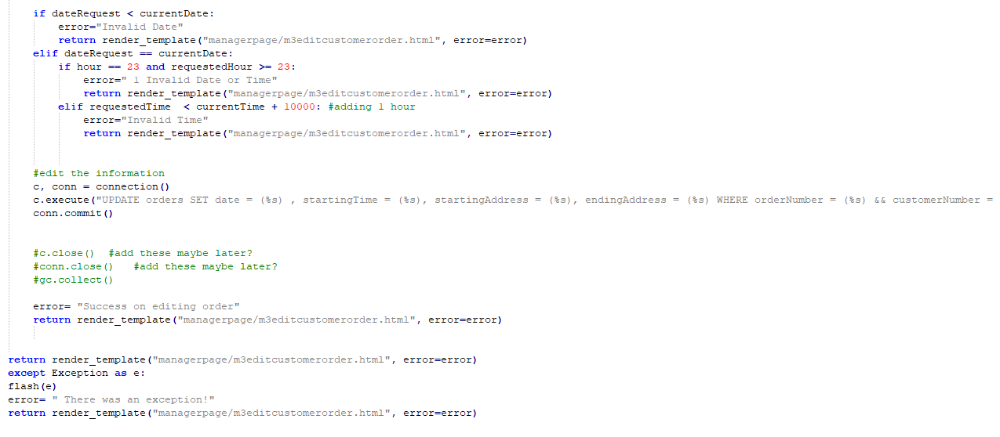 if dateRequest < currentDate:
error="Invalid Date"
return render_template("managerpage/m3editcustomerorder.html", error=error)
elif dateRequest == currentDate:
if hour == 23 and requestedHour >= 23:
error=" 1 Invalid Date or Time"
return render_template("managerpage/m3editcustomerorder.html", error=error)
elif requestedTime  < currentTime + 10000: #adding 1 hour
error="Invalid Time"
return render_template("managerpage/m3editcustomerorder.html", error=error)
#edit the information
c, conn = connection()
c.execute("UPDATE orders SET date = (%s) , startingTime = (%s), startingAddress = (%s), endingAddress = (%s) WHERE orderNumber = (%s) && customerNumber =
conn.commit()
#c.close()  #add these maybe later?
#conn.close()   #add these maybe later?
#gc.collect()
error= "Success on editing order"
return render_template("managerpage/m3editcustomerorder.html", error=error)
return render_template("managerpage/m3editcustomerorder.html", error=error)
except Exception as e:
flash(e)
error= " There was an exception!"
return render_template("managerpage/m3editcustomerorder.html", error=error)